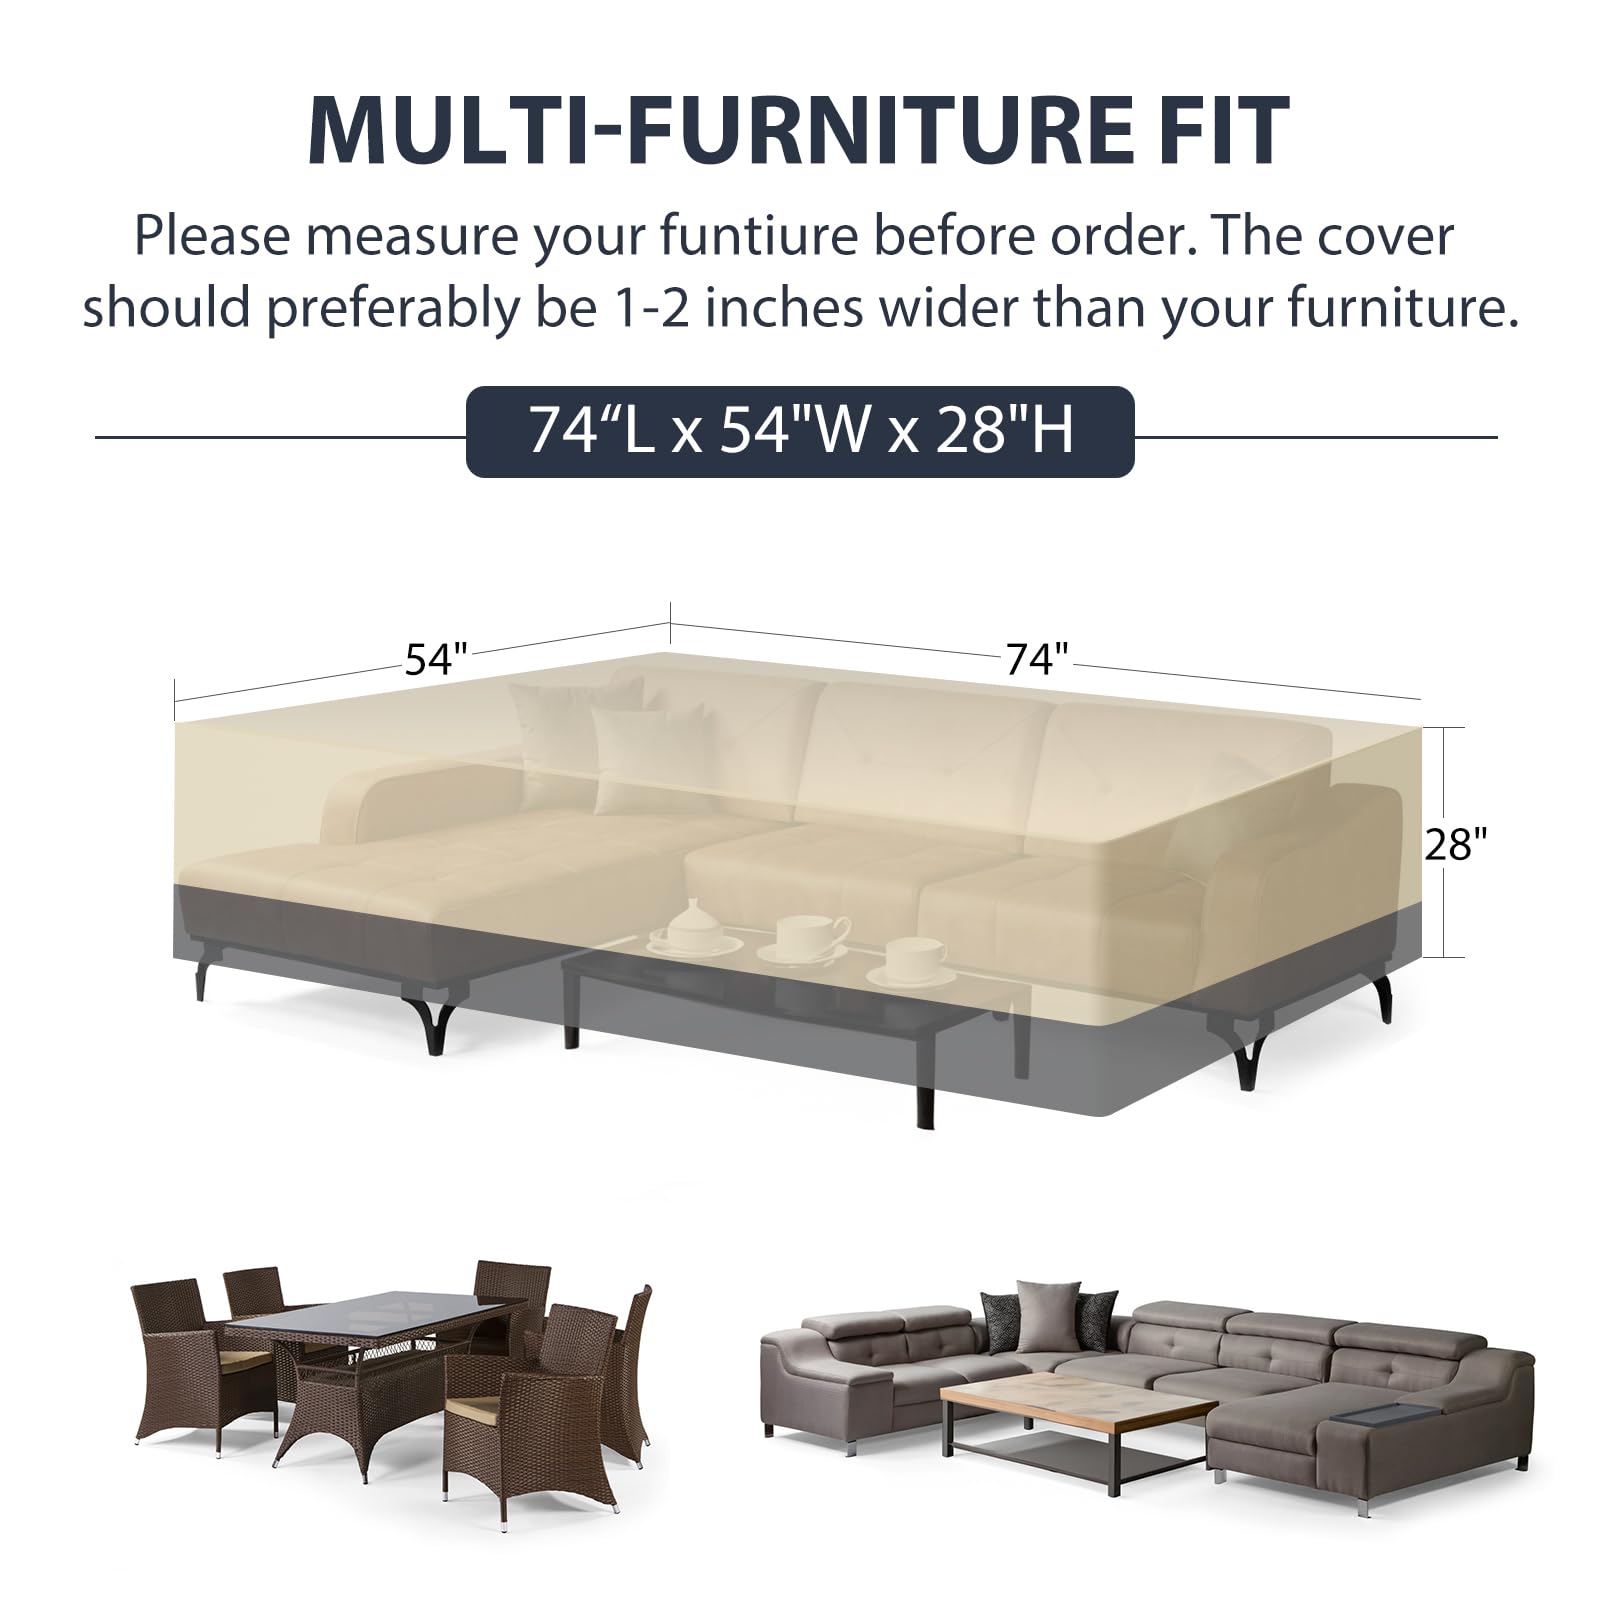 MULTI-FURNITURE FIT
Please measure your funtiure before order. The cover
should preferably be 1-2 inches wider than your furniture.
74“L x 54"W x 28"H
54"
74"
28"